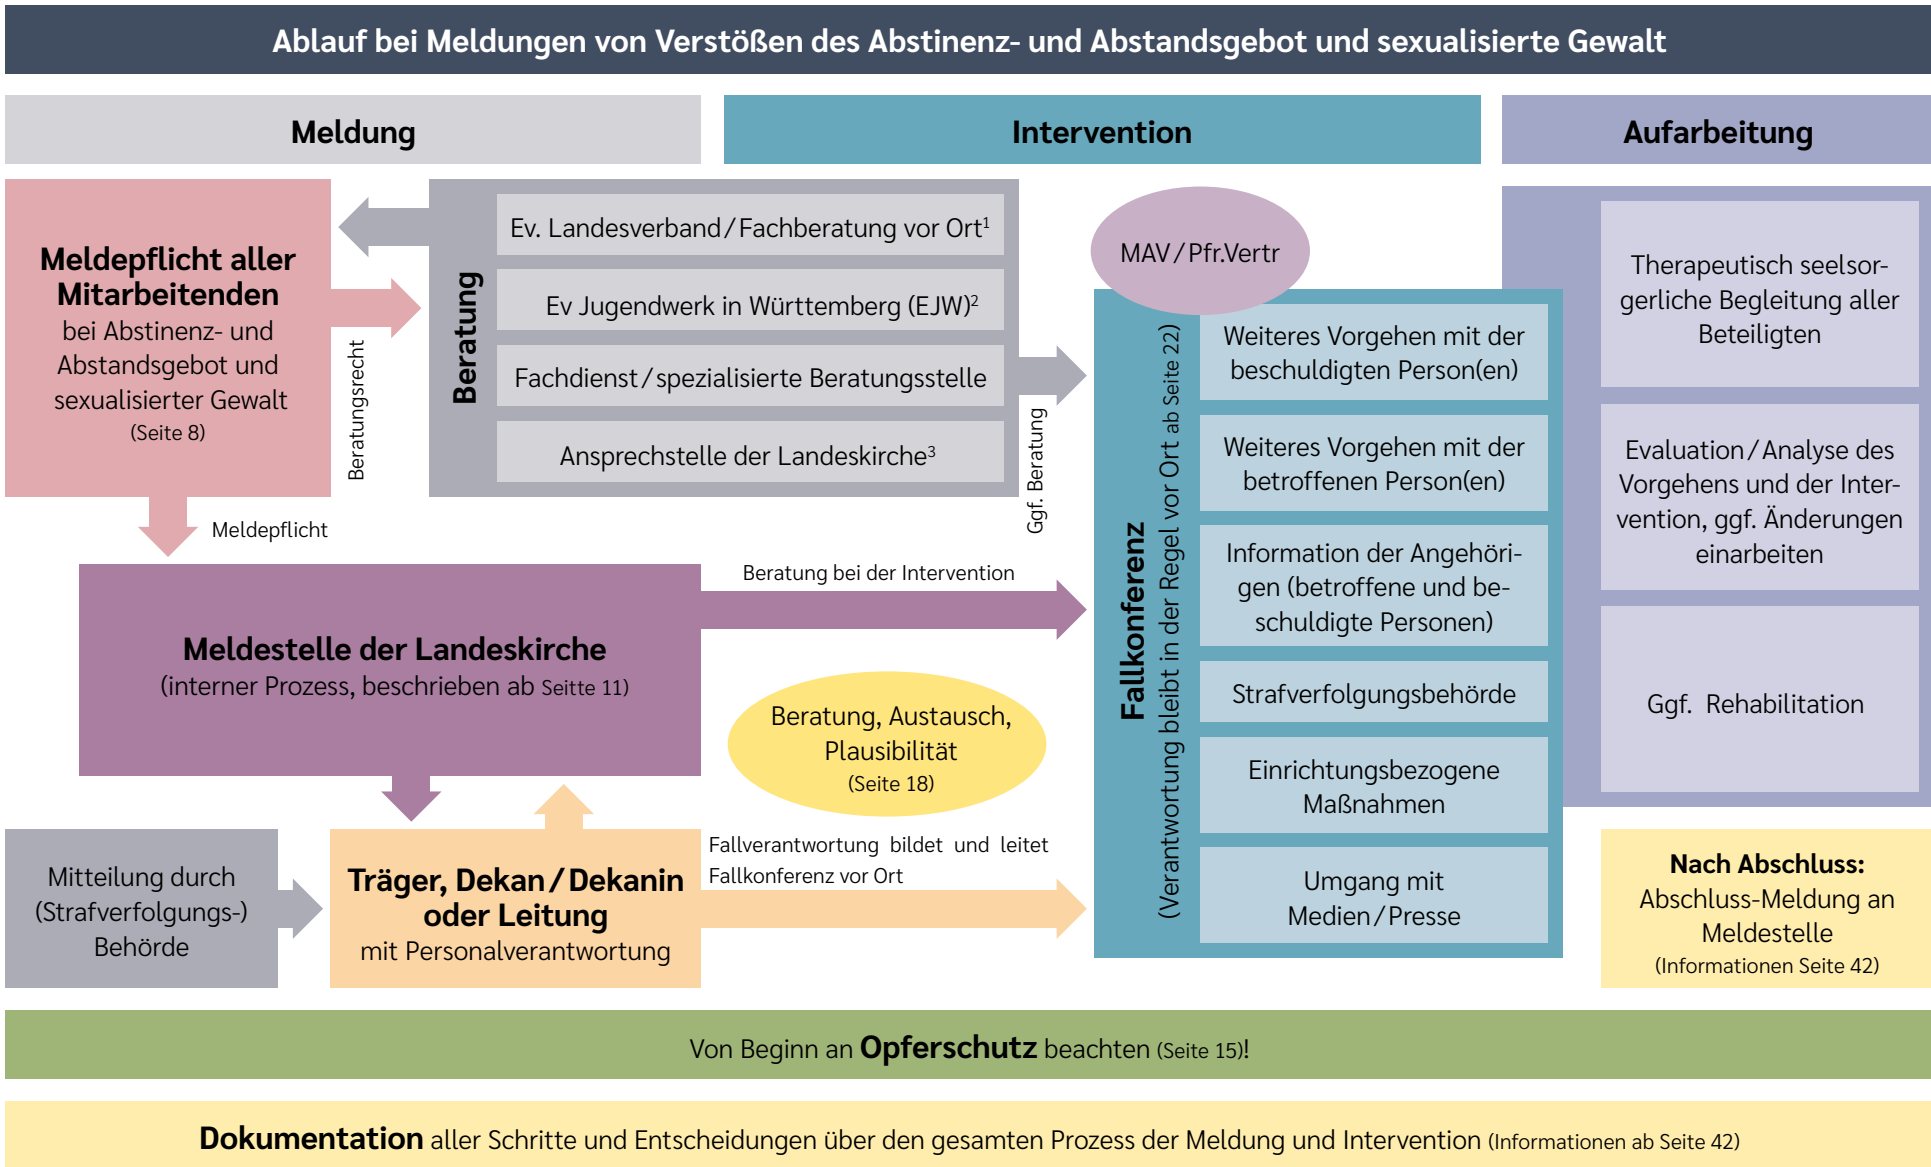 Ablauf bei Meldungen von Verstößen des Abstinenz- und Abstandsgebot und sexualisierte Gewalt
Meldung
Intervention
Aufarbeitung
Meldepflicht aller
Mitarbeitenden
bei Abstinenz- und
Abstandsgebot und
sexualisierter Gewalt
(Seite 8)
Beratungsrecht
Meldepflicht
Beratung
Ev. Landesverband/Fachberatung vor Ort¹
Ev Jugendwerk in Württemberg (EJW)²
Fachdienst/spezialisierte Beratungsstelle
Ansprechstelle der Landeskirche³
Ggf. Beratung
Meldestelle der Landeskirche
(interner Prozess, beschrieben ab Seitte 11)
Beratung bei der Intervention
Beratung, Austausch,
Plausibilität
(Seite 18)
Mitteilung durch
(Strafverfolgungs-)
Behörde
Träger, Dekan/Dekanin
oder Leitung
mit Personalverantwortung
Fallverantwortung bildet und leitet
Fallkonferenz vor Ort
MAV/Pfr.Vertr
Fallkonferenz
(Verantwortung bleibt in der Regel vor Ort ab Seite 22)
Weiteres Vorgehen mit der
beschuldigten Person(en)
Weiteres Vorgehen mit der
betroffenen Person(en)
Information der Angehöri-
gen (betroffene und be-
schuldigte Personen)
Strafverfolgungsbehörde
Einrichtungsbezogene
Maßnahmen
Umgang mit
Medien/Presse
Therapeutisch seelsor-
gerliche Begleitung aller
Beteiligten
Evaluation/Analyse des
Vorgehens und der Inter-
vention, ggf. Änderungen
einarbeiten
Ggf. Rehabilitation
Nach Abschluss:
Abschluss-Meldung an
Meldestelle
(Informationen Seite 42)
Von Beginn an Opferschutz beachten (Seite 15)!
Dokumentation aller Schritte und Entscheidungen über den gesamten Prozess der Meldung und Intervention (Informationen ab Seite 42)